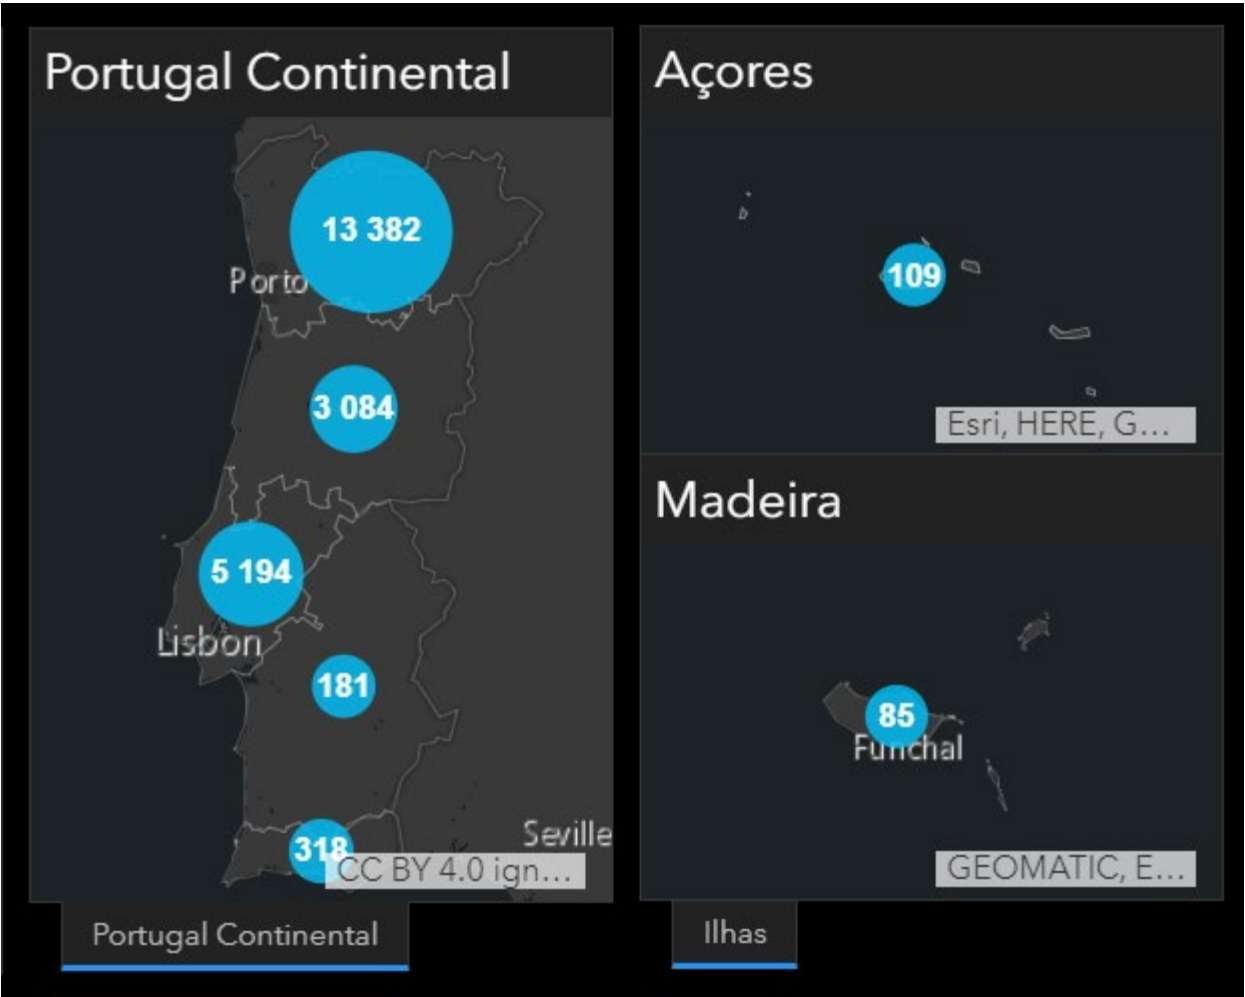 Portugal Continental
13 382
Porto
3 084
5 194
Lisbon
181
Seville
318
CC BY 4.0 ign...
Portugal Continental
Açores
109
Esri, HERE, G...
Madeira
85
Funchal
GEOMATIC, E...
Ilhas